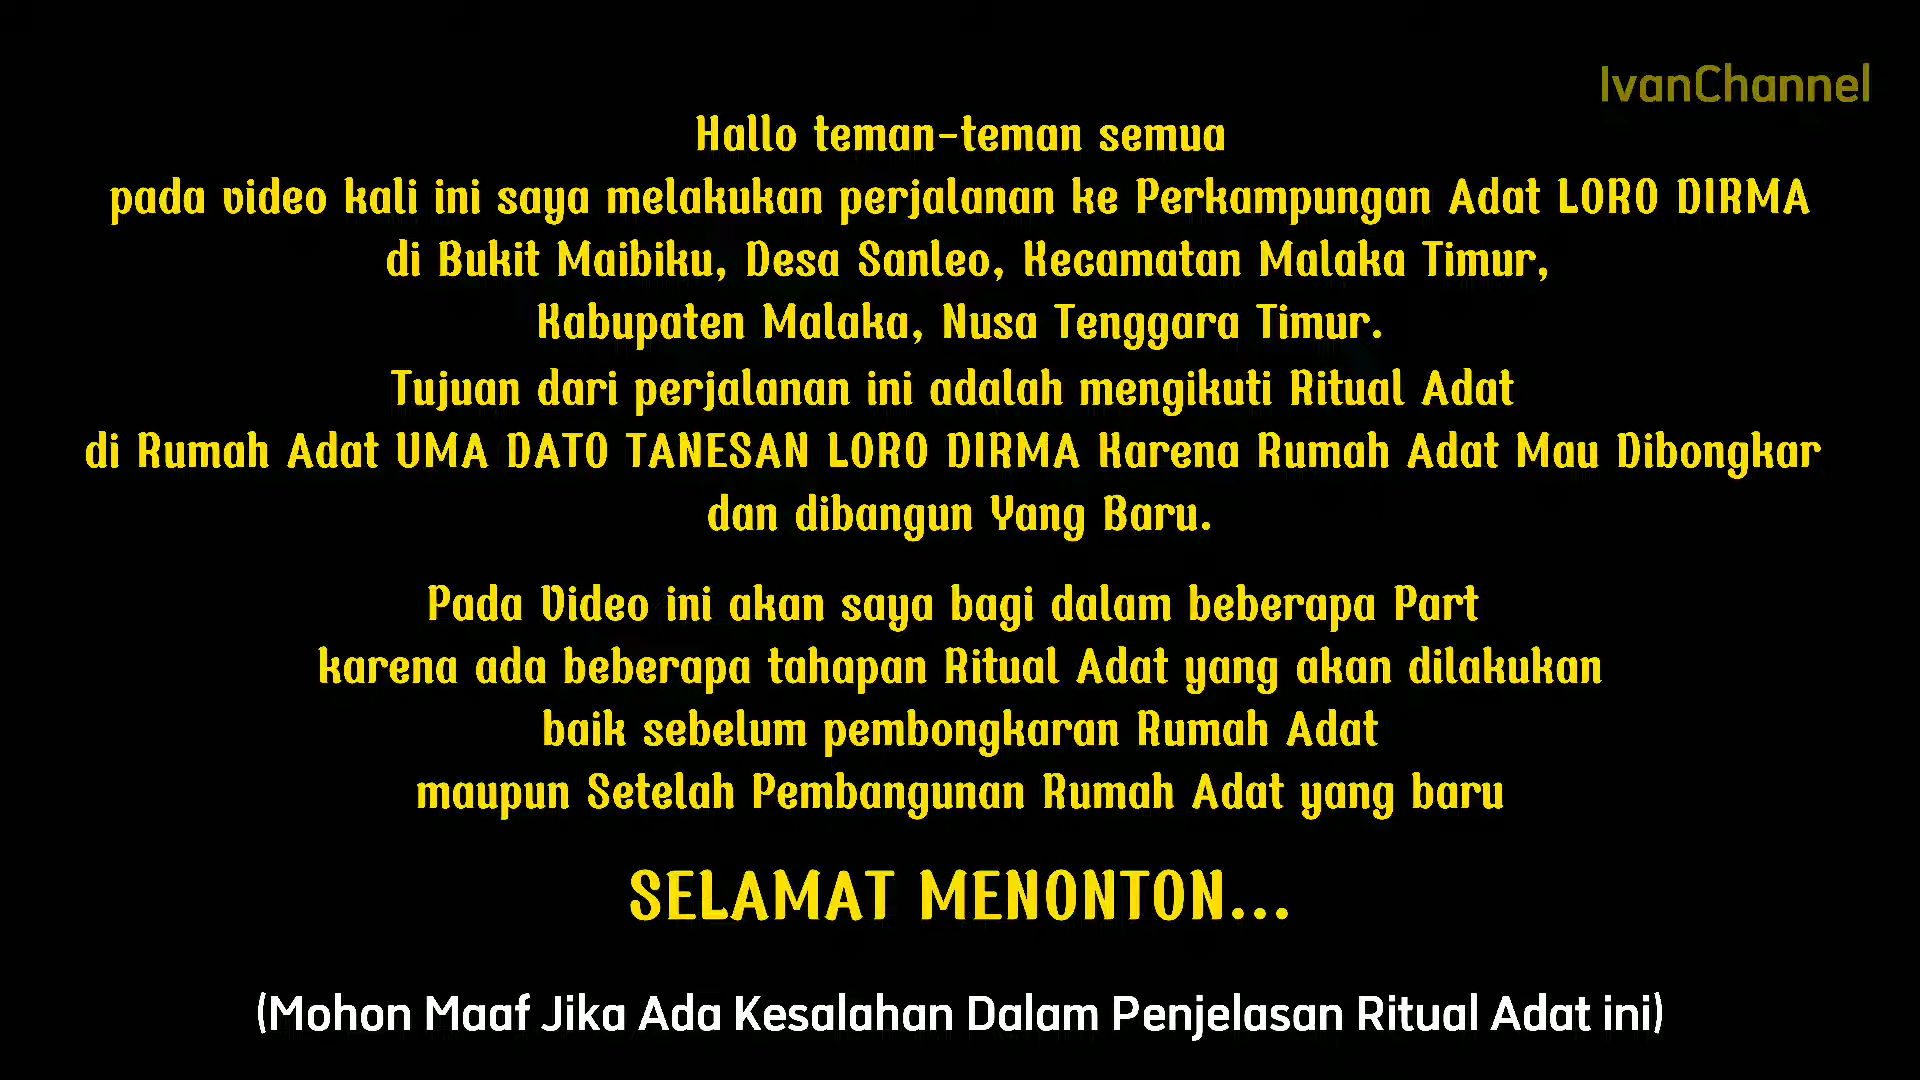 IvanChannel
Hallo teman-teman semua
pada video kali ini saya melakukan perjalanan ke Perkampungan Adat LORO DIRMA
di Bukit Maibiku, Desa Sanleo, Kecamatan Malaka Timur,
Kabupaten Malaka, Nusa Tenggara Timur.
Tujuan dari perjalanan ini adalah mengikuti Ritual Adat
di Rumah Adat UMA DATO TANESAN LORO DIRMA Karena Rumah Adat Mau Dibongkar
dan dibangun Yang Baru.
Pada Video ini akan saya bagi dalam beberapa Part
karena ada beberapa tahapan Ritual Adat yang akan dilakukan
baik sebelum pembongkaran Rumah Adat
maupun Setelah Pembangunan Rumah Adat yang baru
SELAMAT MENONTON...
(Mohon Maaf Jika Ada Kesalahan Dalam Penjelasan Ritual Adat ini)